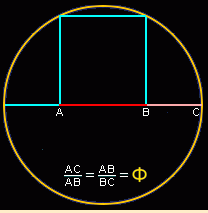 A B C
AC/AB = AB/BC = Φ